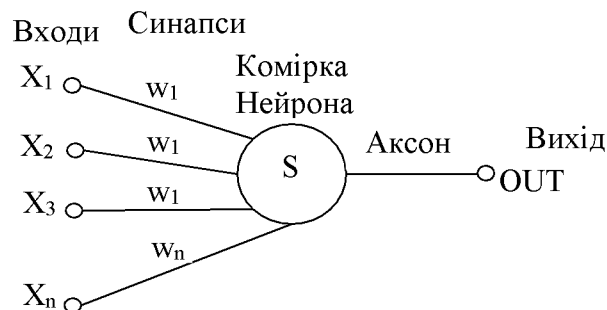 Входи
Синапси
X1
w1
Комірка
Нейрона
X2
w1
S
Аксон
Вихід
OUT
X3
w1
wn
Xn